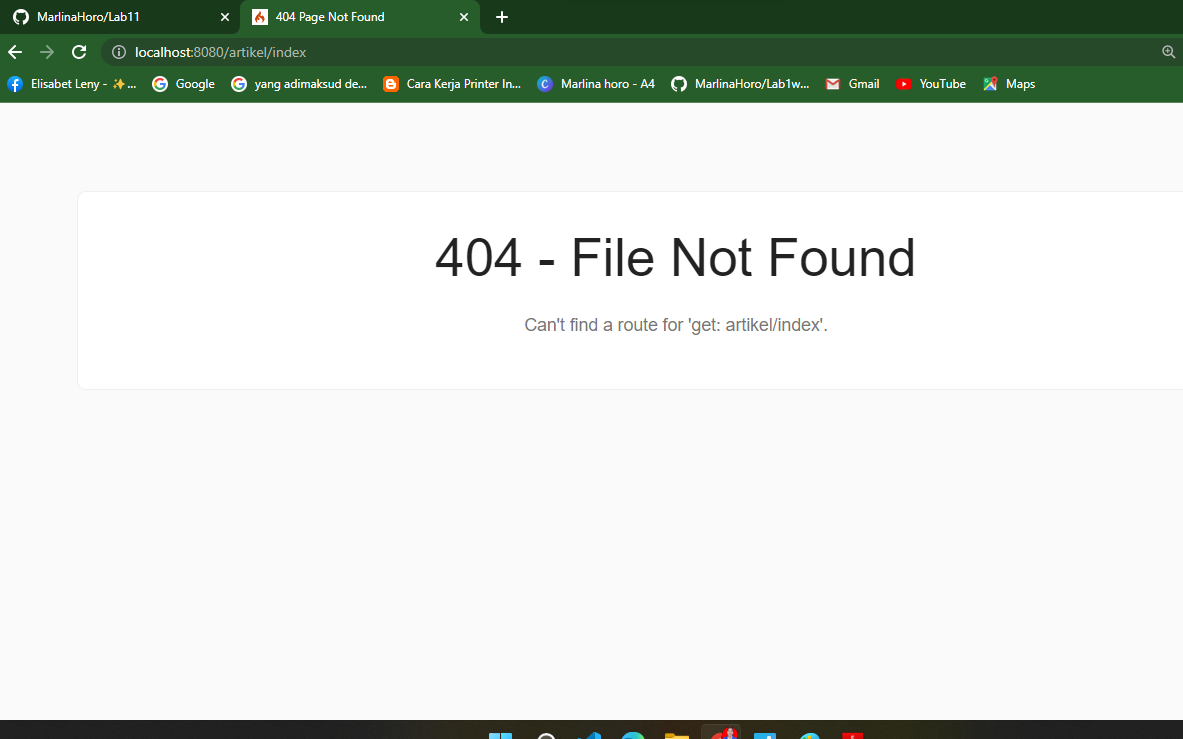 MarlinaHoro/Lab11
404 Page Not Found
localhost:8080/artikel/index
Elisabet Leny - ✨...
Google
yang adimaksud de...
Cara Kerja Printer In...
Marlina horo - A4
MarlinaHoro/Lab1w...
Gmail
YouTube
Maps
404 - File Not Found
Can't find a route for 'get: artikel/index'.